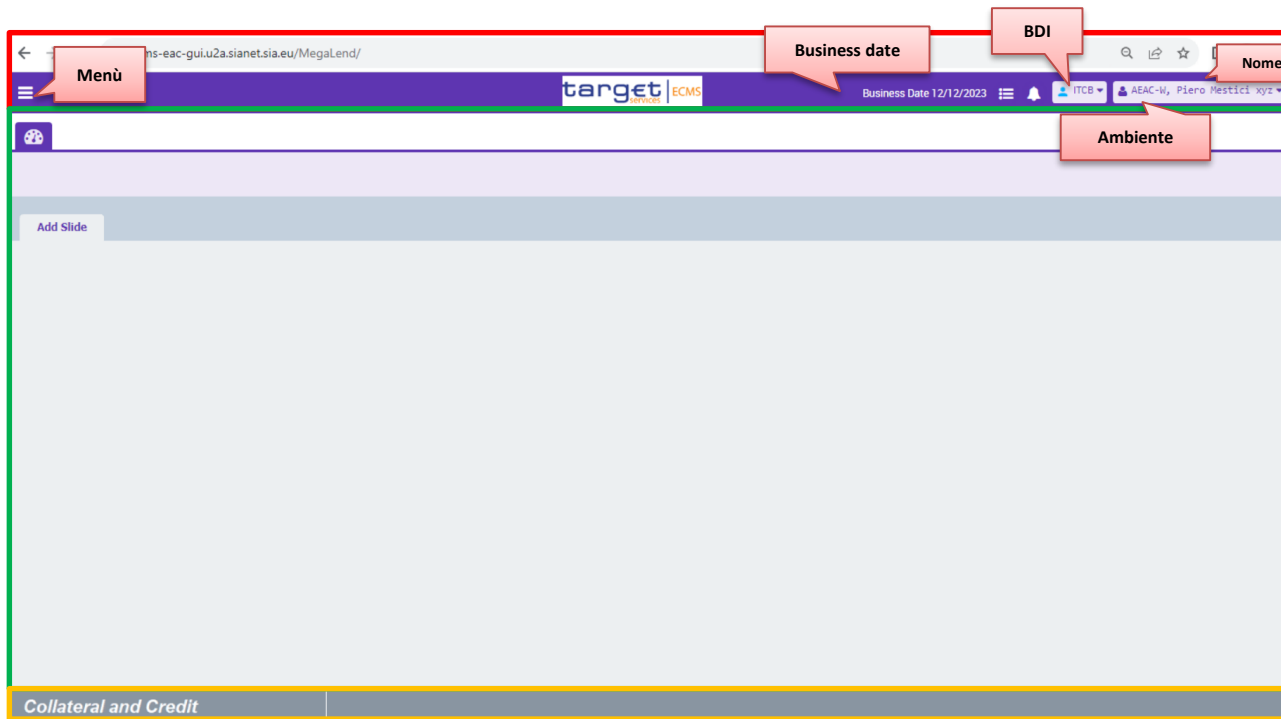 BDI
Business date
ms-eac-gui.u2a.sianet.sia.eu/MegaLend/
Menù
Nome
target services | ECMS
Business Date 12/12/2023
ITCB
AEAC-W, Piero Mestici xyz
Ambiente
Add Slide
Collateral and Credit